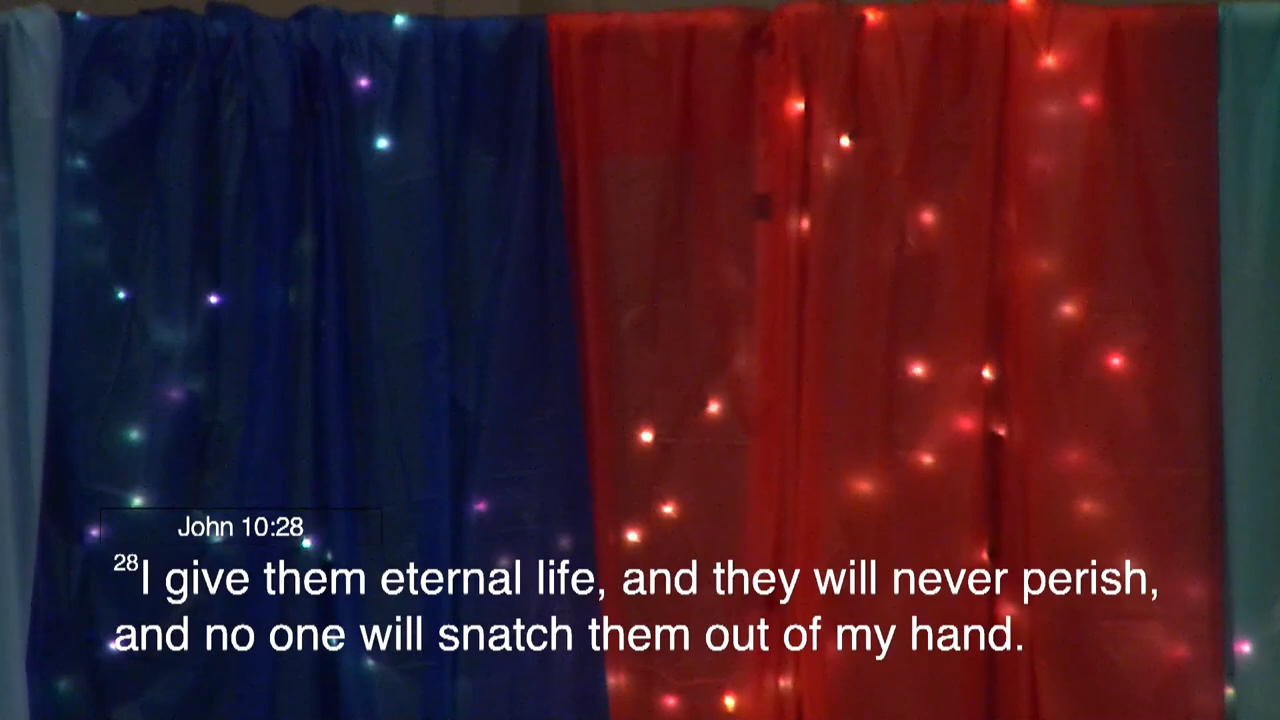 John 10:28
28I give them eternal life, and they will never perish,
and no one will snatch them out of my hand.